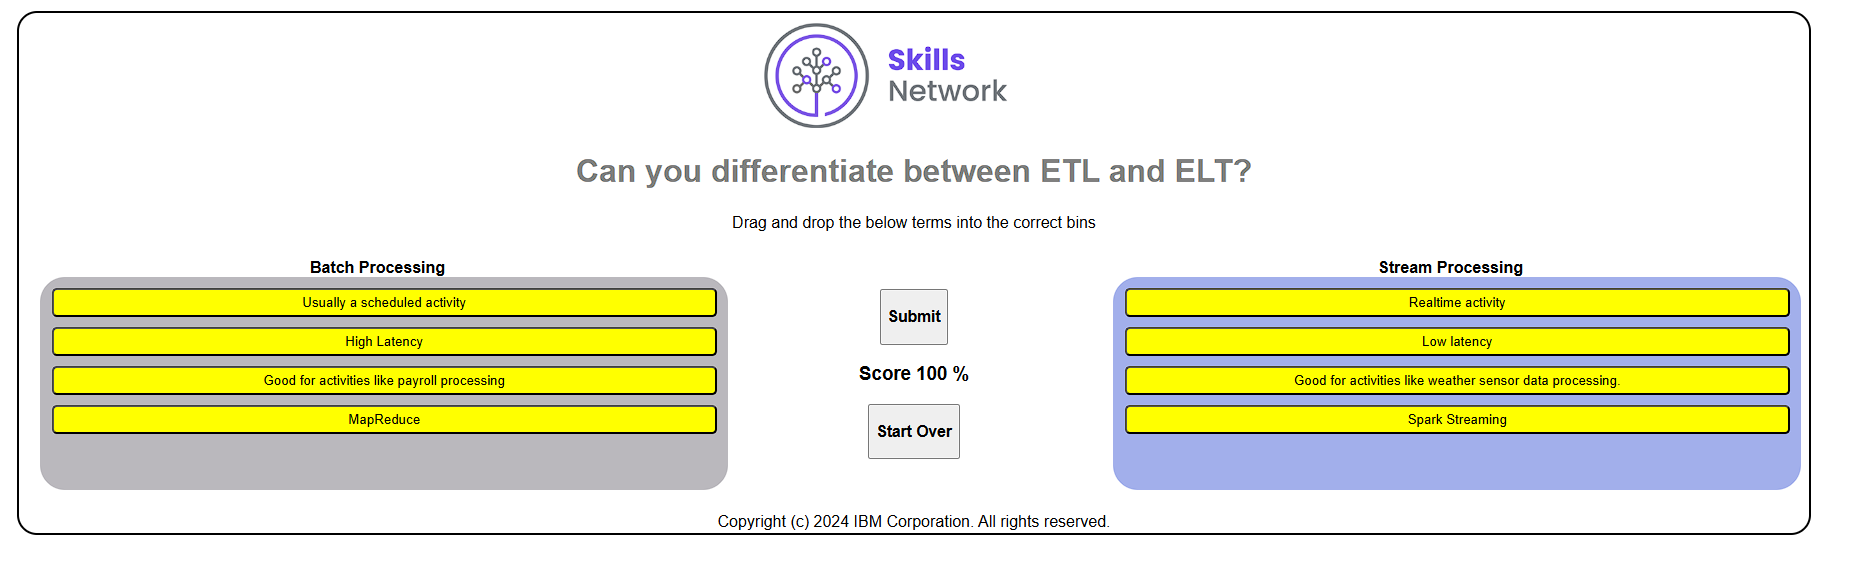 Skills
Network
Can you differentiate between ETL and ELT?
Drag and drop the below terms into the correct bins
Batch Processing
Usually a scheduled activity
High Latency
Good for activities like payroll processing
MapReduce
Submit
Score 100 %
Start Over
Stream Processing
Realtime activity
Low latency
Good for activities like weather sensor data processing.
Spark Streaming
Copyright (c) 2024 IBM Corporation. All rights reserved.